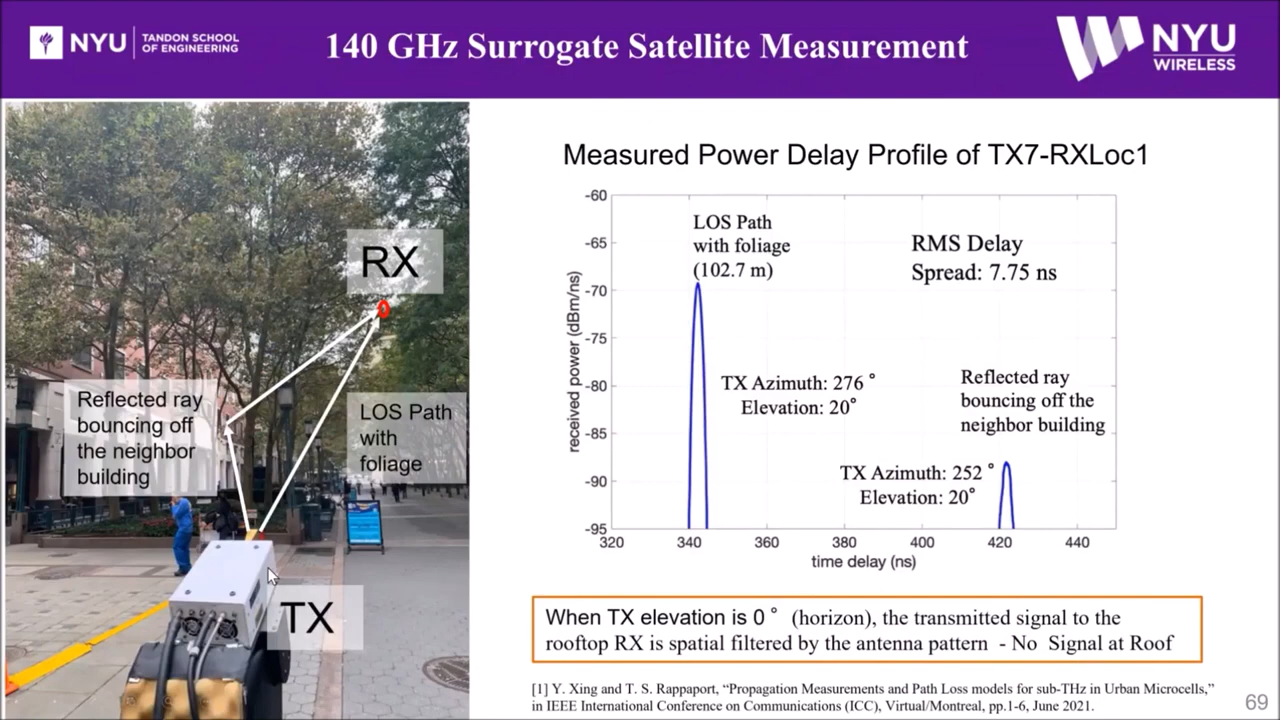 NYU
TANDON SCHOOL
OF ENGINEERING
140 GHz Surrogate Satellite Measurement
NYU
WIRELESS
RX
Reflected ray
bouncing off
the neighbor
building
LOS Path
with
foliage
TX
Measured Power Delay Profile of TX7-RXLoc1
-60
-65
-70
-75
-80
-85
-90
-95
received power (dBm/ns)
LOS Path
with foliage
(102.7 m)
RMS Delay
Spread: 7.75 ns
TX Azimuth: 276 °
Elevation: 20°
Reflected ray
bouncing off the
neighbor building
TX Azimuth: 252 °
Elevation: 20°
320
340
360
380
400
420
440
time delay (ns)
When TX elevation is 0 ° (horizon), the transmitted signal to the
rooftop RX is spatial filtered by the antenna pattern - No Signal at Roof
[1] Y. Xing and T. S. Rappaport, “Propagation Measurements and Path Loss models for sub-THz in Urban Microcells,”
in IEEE International Conference on Communications (ICC), Virtual/Montreal, pp.1-6, June 2021.
69